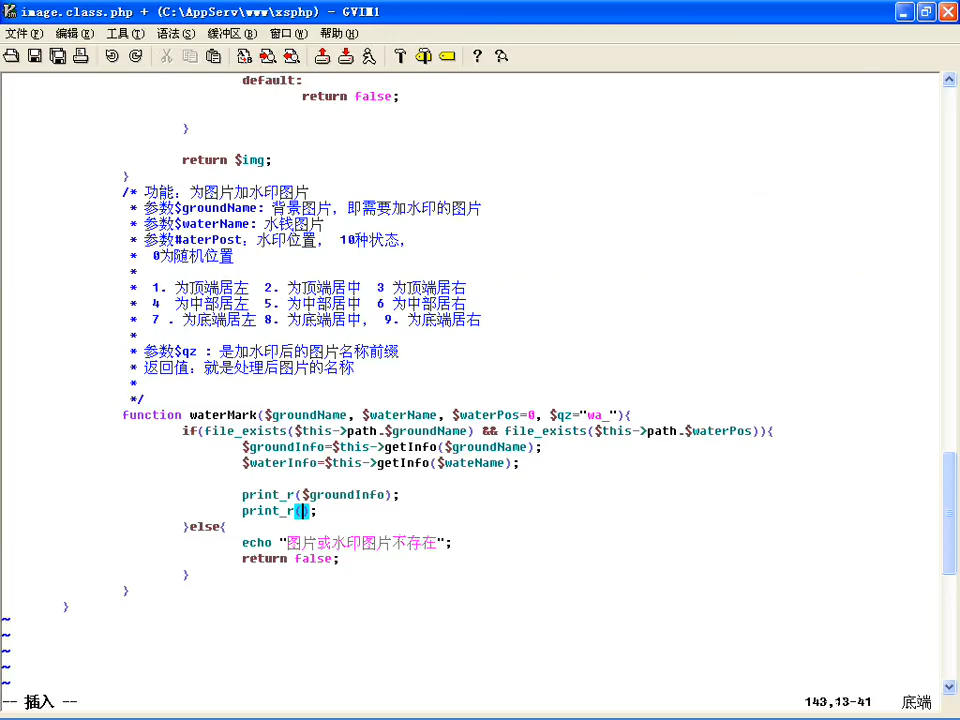 image.class.php + (C:\AppServ\www\xsphp) - GVIM1
文件(F) 编辑(E) 工具(T) 语法(S) 缓冲区(B) 窗口(W) 帮助(H)
default:
return false;
}
return $img;
}
/* 功能：为图片加水印图片
* 参数$groundName: 背景图片，即需要加水印的图片
* 参数$waterName: 水钱图片
* 参数#aterPost：水印位置， 10种状态，
* 0为随机位置
*
* 1. 为顶端居左 2. 为顶端居中 3 为顶端居右
* 4 为中部居左 5. 为中部居中 6 为中部居右
* 7 . 为底端居左 8. 为底端居中， 9. 为底端居右
*
* 参数$qz : 是加水印后的图片名称前缀
* 返回值：就是处理后图片的名称
*
*/
function waterMark($groundName, $waterName, $waterPos=0, $qz="wa_"){
if(file_exists($this->path.$groundName) && file_exists($this->path.$waterPos)){
$groundInfo=$this->getInfo($groundName);
$waterInfo=$this->getInfo($wateName);
print_r($groundInfo);
print_r();
}else{
echo "图片或水印图片不存在";
return false;
}
}
}
~
~
~
~
~
-- 插入 -- 143,13-41 底端